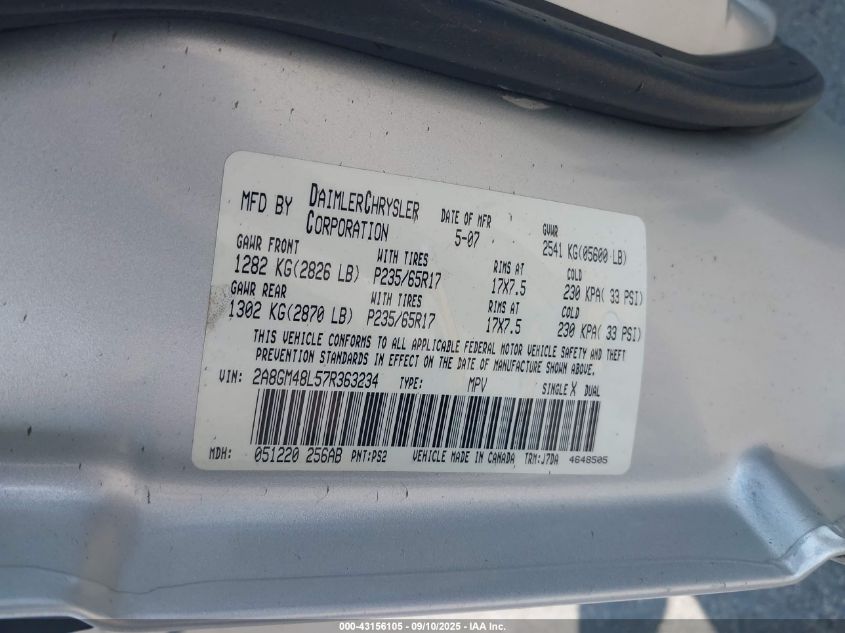 MFD BY DAIMLERCHRYSLER CORPORATION DATE OF MFR 5-07 GVWR 2541 KG(05600 LB)
GAWR FRONT WITH TIRES RIMS AT COLD
1282 KG(2826 LB) P235/65R17 17X7.5 230 KPA( 33 PSI)
GAWR REAR WITH TIRES RIMS AT COLD
1302 KG(2870 LB) P235/65R17 17X7.5 230 KPA( 33 PSI)
THIS VEHICLE CONFORMS TO ALL APPLICABLE FEDERAL MOTOR VEHICLE SAFETY AND THEFT
PREVENTION STANDARDS IN EFFECT ON THE DATE OF MANUFACTURE SHOWN ABOVE.
VIN: 2A8GM48L57R363234 TYPE: MPV SINGLE X DUAL
MDH: 051220 256AB PNT:PS2 VEHICLE MADE IN CANADA TRM:J7DA 4648505
000-43156105 - 09/10/2025 - IAA Inc.